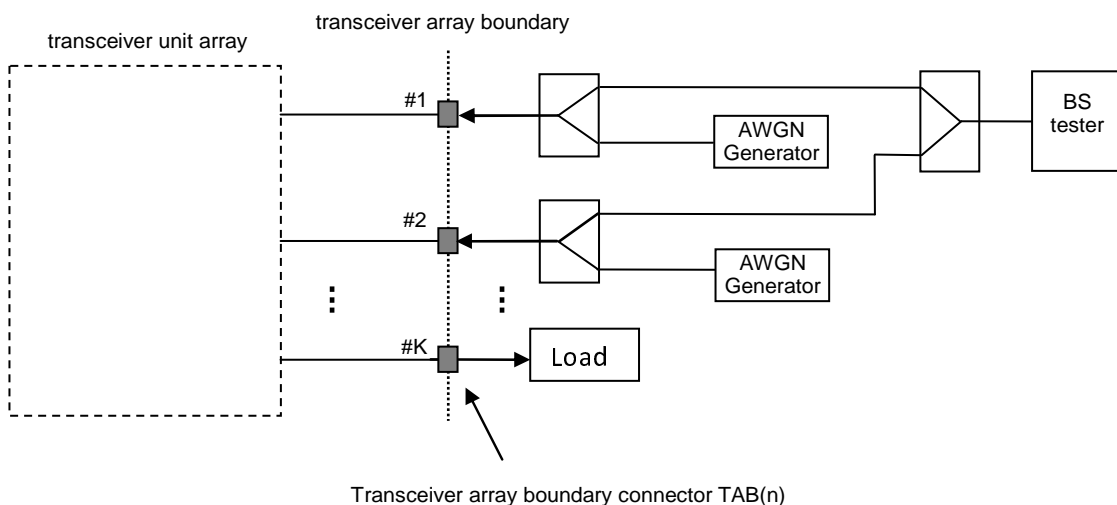 transceiver array boundary
transceiver unit array
#1
BS
tester
AWGN
Generator
#2
AWGN
Generator
#K
Load
Transceiver array boundary connector TAB(n)